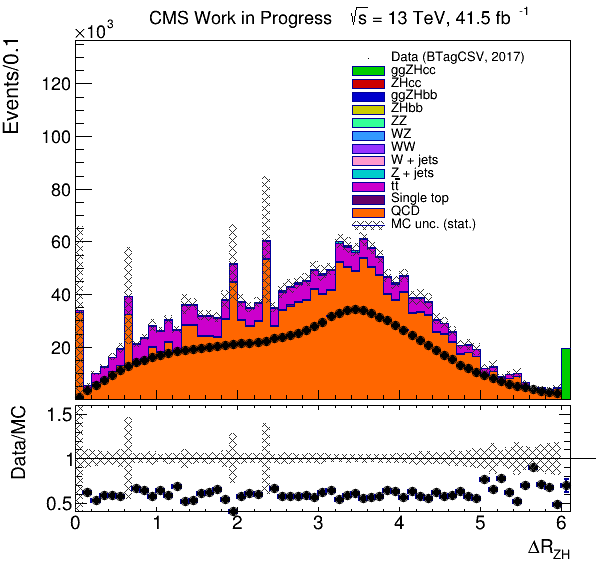 CMS Work in Progress √s = 13 TeV, 41.5 fb⁻¹
×10³
Events/0.1
120
100
80
60
40
20
Data (BTagCSV, 2017)
ggZHcc
ZHcc
ggZHbb
ZHbb
ZZ
WZ
WW
W + jets
Z + jets
tt̄
Single top
QCD
MC unc. (stat.)
Data/MC
1.5
1
0.5
0 1 2 3 4 5 6
ΔR_ZH